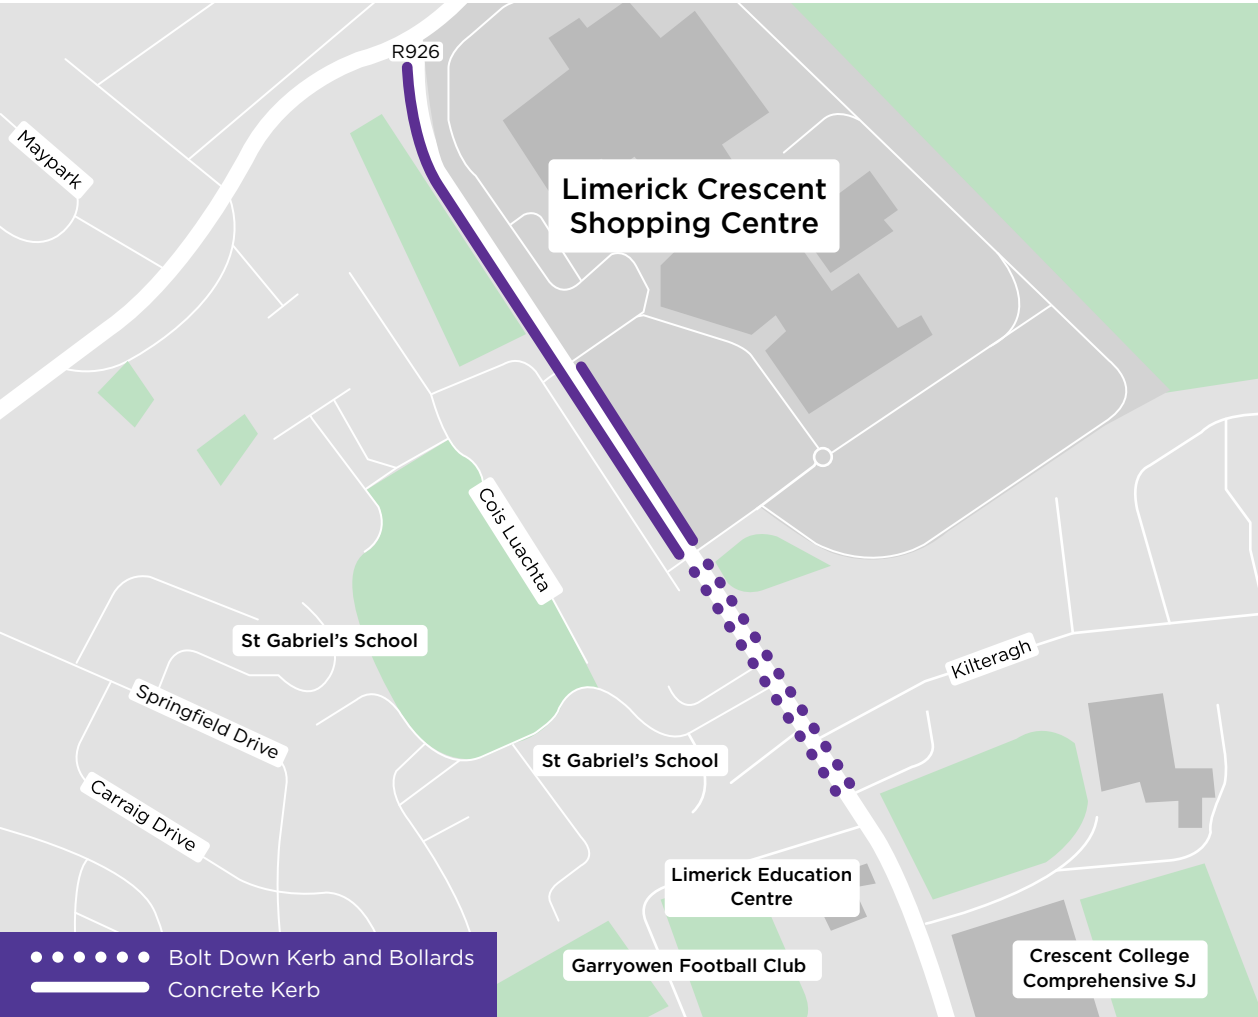 R926
Maypark
Limerick Crescent
Shopping Centre
Cois Luachta
St Gabriel's School
Kilteragh
Springfield Drive
St Gabriel's School
Carraig Drive
Limerick Education
Centre
Garryowen Football Club
Crescent College
Comprehensive SJ
Bolt Down Kerb and Bollards
Concrete Kerb